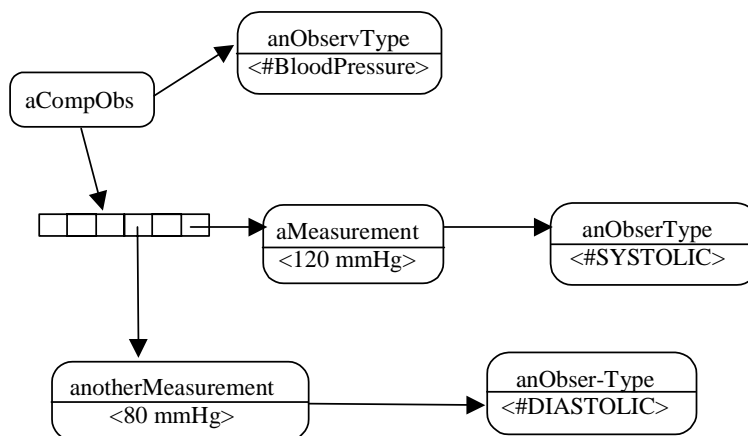 anObservType
<#BloodPressure>
aCompObs
aMeasurement
<120 mmHg>
anObserType
<#SYSTOLIC>
anotherMeasurement
<80 mmHg>
anObser-Type
<#DIASTOLIC>